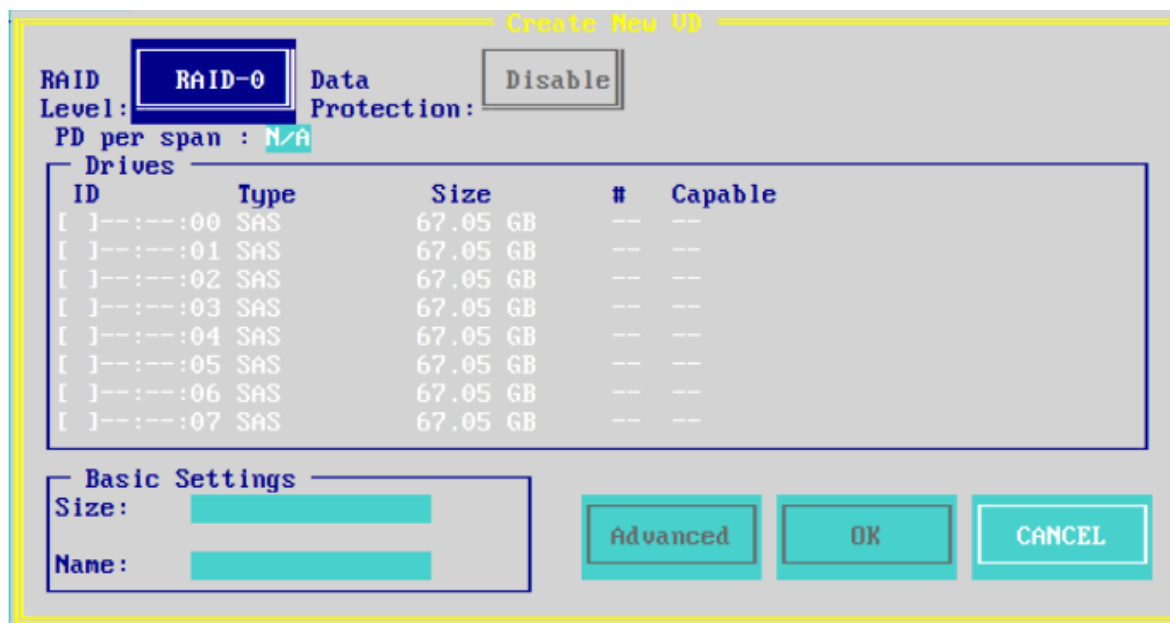 Create New VD
RAID Level: RAID-0 Data Protection: Disable
PD per span : N/A
Drives
ID Type Size # Capable
[ ]--:--:00 SAS 67.05 GB -- --
[ ]--:--:01 SAS 67.05 GB -- --
[ ]--:--:02 SAS 67.05 GB -- --
[ ]--:--:03 SAS 67.05 GB -- --
[ ]--:--:04 SAS 67.05 GB -- --
[ ]--:--:05 SAS 67.05 GB -- --
[ ]--:--:06 SAS 67.05 GB -- --
[ ]--:--:07 SAS 67.05 GB -- --
Basic Settings
Size:
Name:
Advanced OK CANCEL